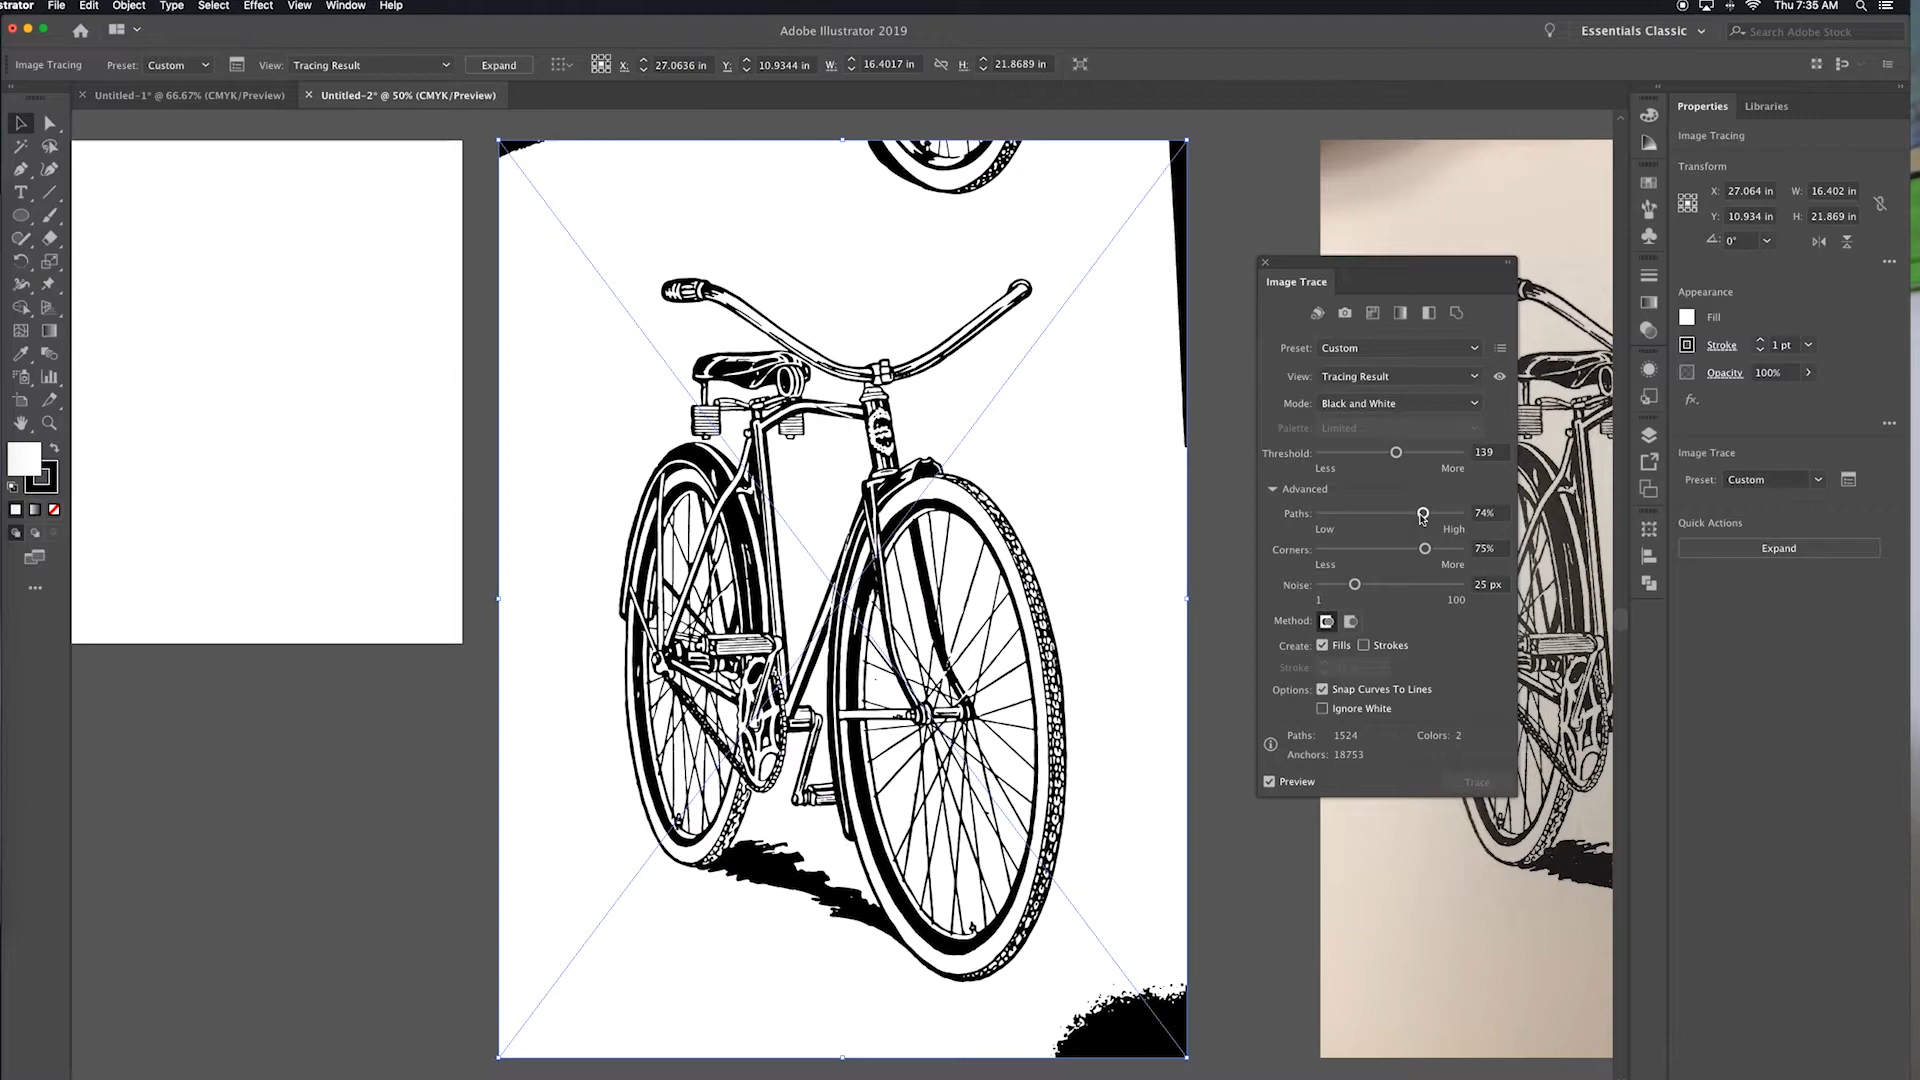 strator File Edit Object Type Select Effect View Window Help Thu 7:35 AM
Adobe Illustrator 2019 Essentials Classic Search Adobe Stock
Image Tracing Preset: Custom View: Tracing Result Expand X: 27.0636 in Y: 10.9344 in W: 16.4017 in H: 21.8689 in
Untitled-1* @ 66.67% (CMYK/Preview) Untitled-2* @ 50% (CMYK/Preview)
Properties Libraries
Image Tracing
Transform
X: 27.064 in W: 16.402 in
Y: 10.934 in H: 21.869 in
0°
Appearance
Fill
Stroke 1 pt
Opacity 100%
fx.
Image Trace
Preset: Custom
Quick Actions
Expand
Image Trace
Preset: Custom
View: Tracing Result
Mode: Black and White
Palette: Limited
Threshold: 139
Less More
Advanced
Paths: 74%
Low High
Corners: 75%
Less More
Noise: 25 px
1 100
Method:
Create: Fills Strokes
Stroke:
Options: Snap Curves To Lines
Ignore White
Paths: 1524 Colors: 2
Anchors: 18753
Preview Trace